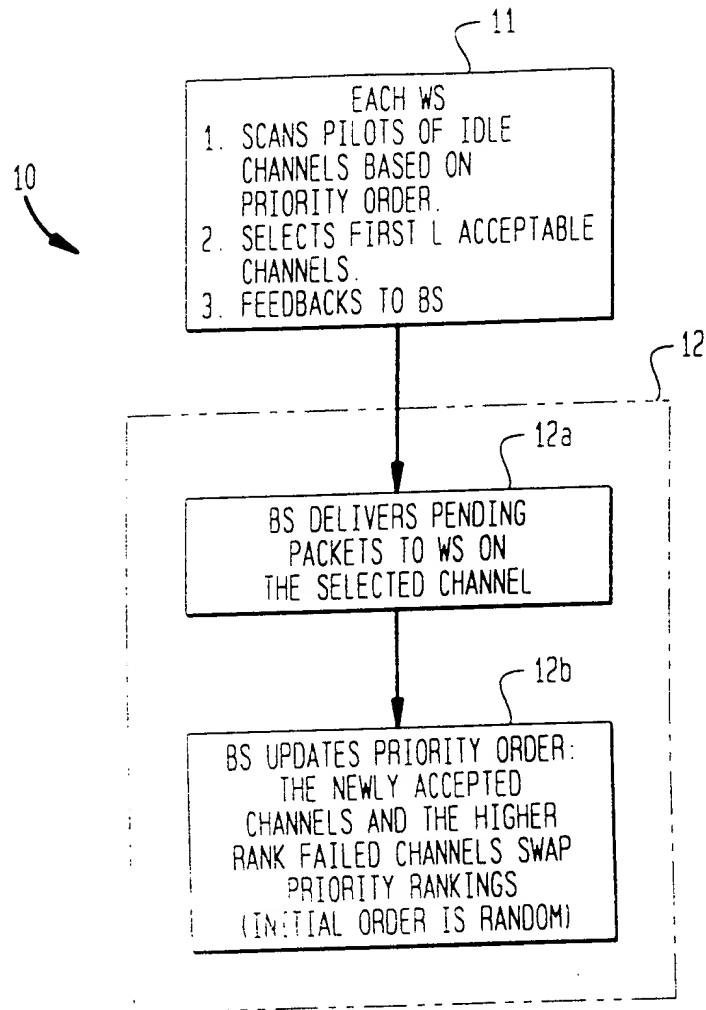 11
EACH WS
1. SCANS PILOTS OF IDLE
CHANNELS BASED ON
PRIORITY ORDER.
2. SELECTS FIRST L ACCEPTABLE
CHANNELS.
3. FEEDBACKS TO BS
10
12
12a
BS DELIVERS PENDING
PACKETS TO WS ON
THE SELECTED CHANNEL
12b
BS UPDATES PRIORITY ORDER:
THE NEWLY ACCEPTED
CHANNELS AND THE HIGHER
RANK FAILED CHANNELS SWAP
PRIORITY RANKINGS
(INITIAL ORDER IS RANDOM)